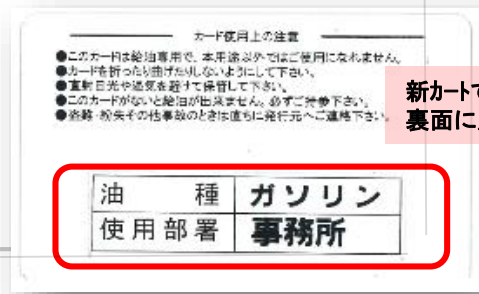 カード使用上の注意
●このカードは給油専用で、本用途以外ではご使用になれません。
●カードを折ったり曲げたりしないようにして下さい。
●直射日光や湿気を避けて保管して下さい。
●このカードがないと給油が出来ません。必ずご持参下さい。
●盗難・紛失その他事故のときは直ちに発行元へご連絡下さい。
新カートで
裏面に
油種 ガソリン
使用部署 事務所